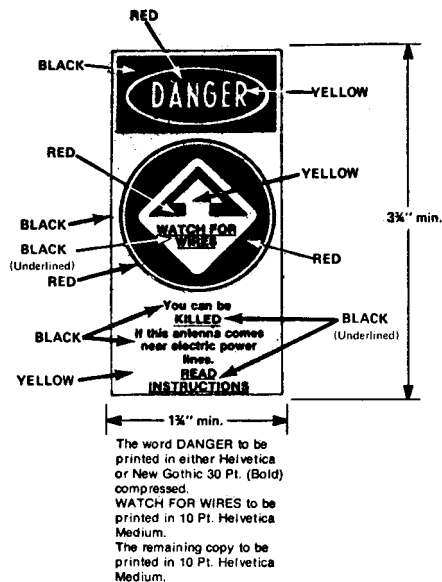 RED
BLACK
DANGER
YELLOW
RED
YELLOW
BLACK
WATCH FOR
WIRES
3¾" min.
BLACK
(Underlined)
RED
RED
You can be
KILLED
if this antenna comes
near electric power
lines.
READ
INSTRUCTIONS
BLACK
BLACK
(Underlined)
YELLOW
1¾" min.
The word DANGER to be
printed in either Helvetica
or New Gothic 30 Pt. (Bold)
compressed.
WATCH FOR WIRES to be
printed in 10 Pt. Helvetica
Medium.
The remaining copy to be
printed in 10 Pt. Helvetica
Medium.